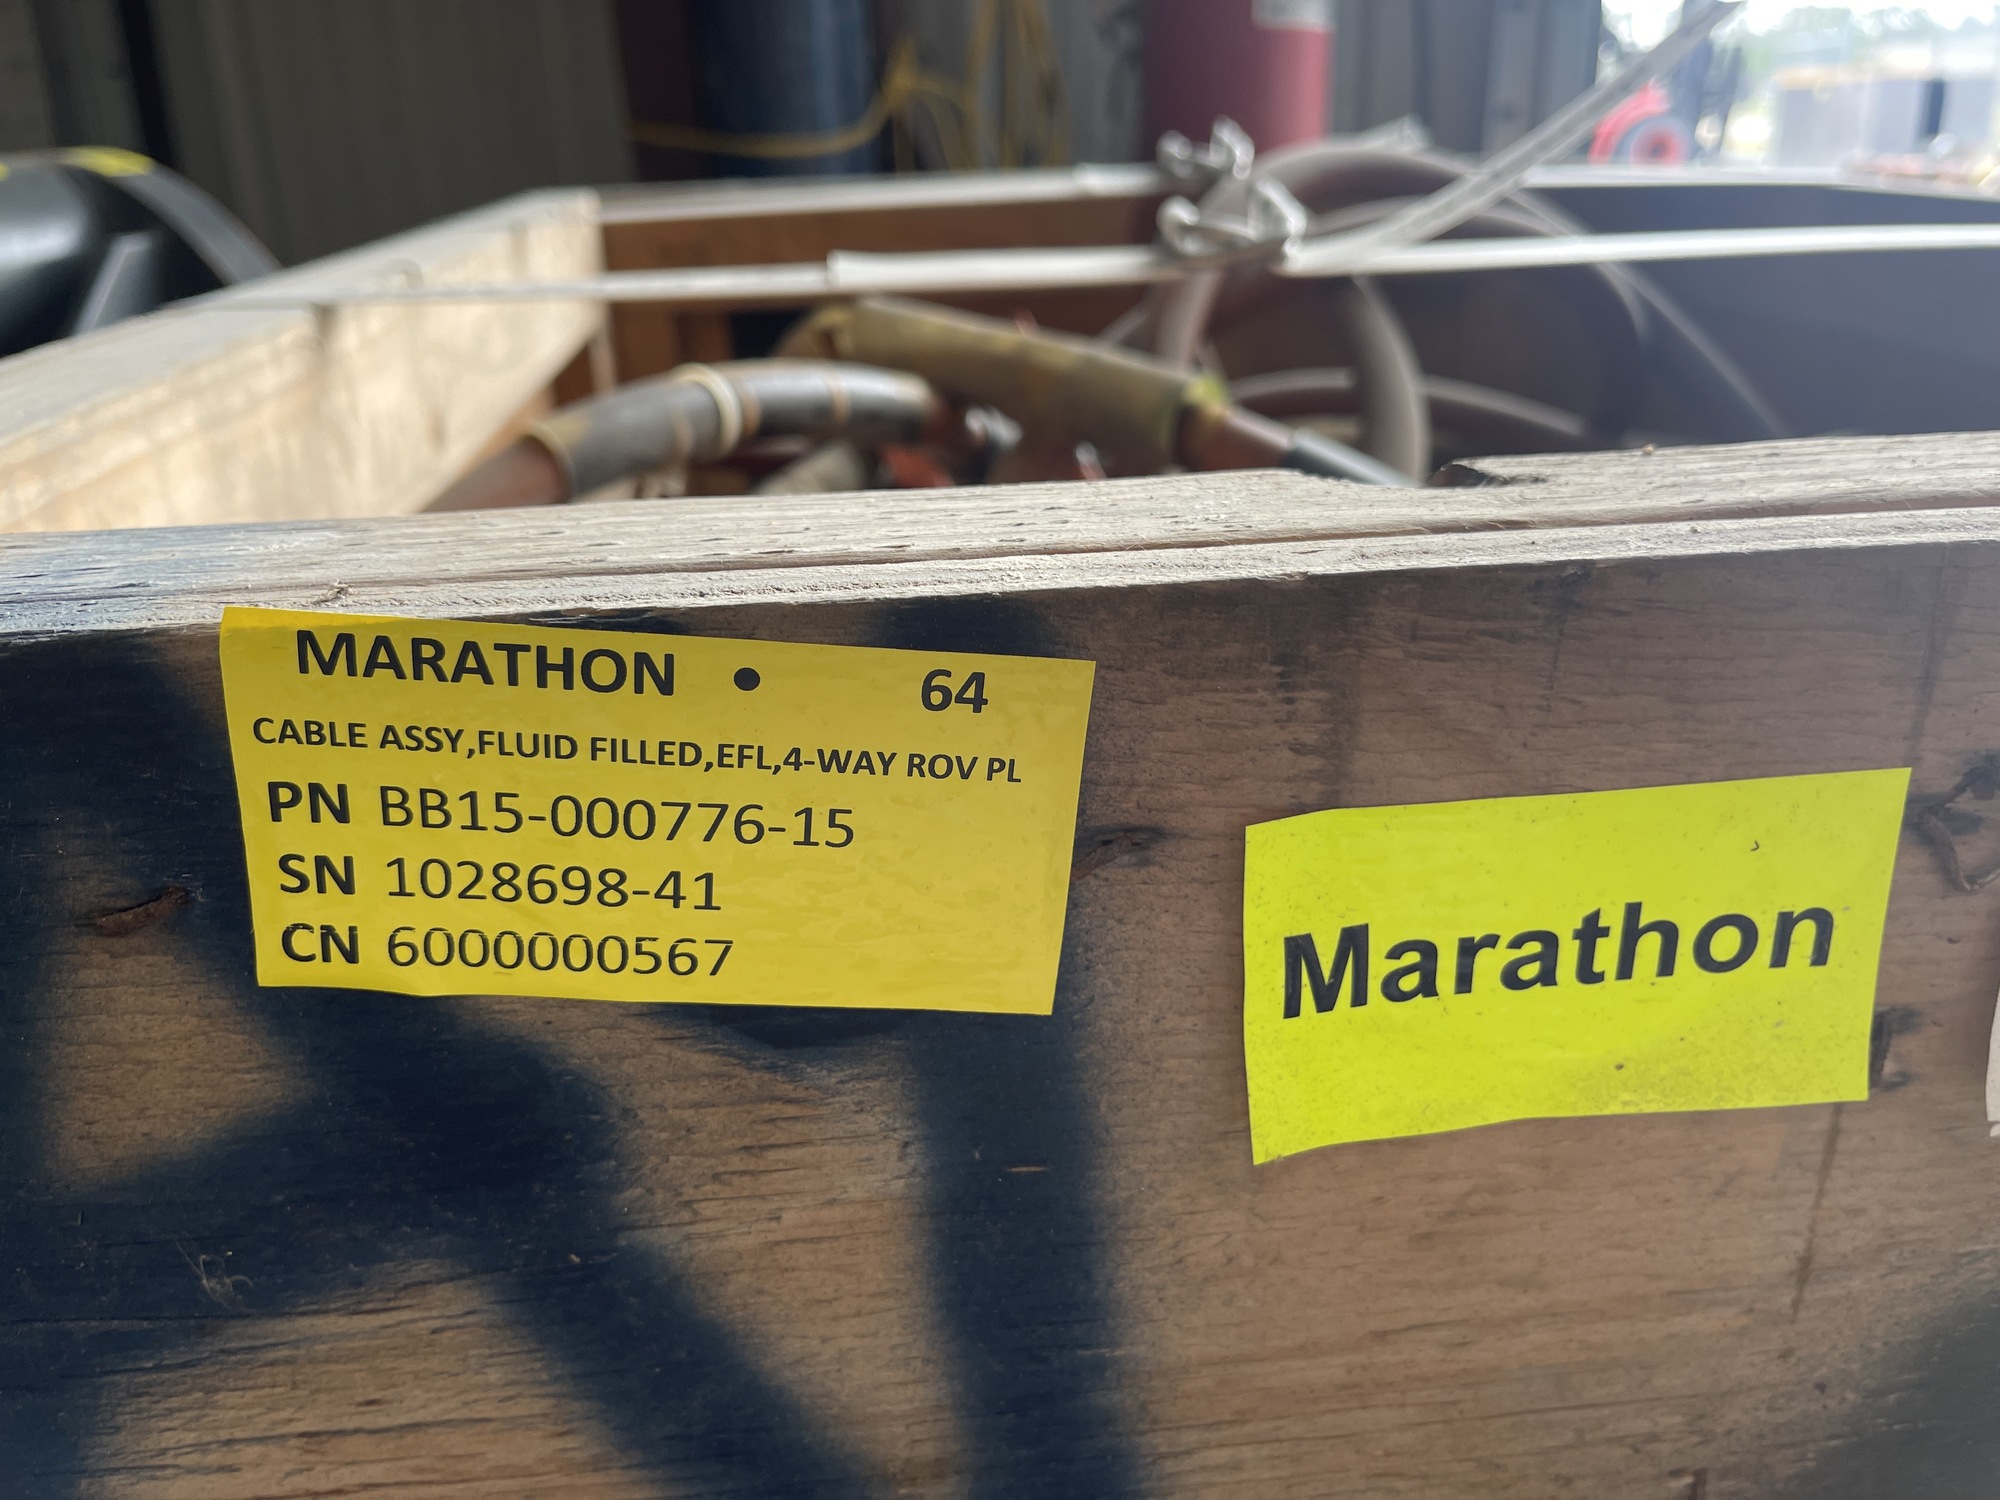 MARATHON • 64
CABLE ASSY,FLUID FILLED,EFL,4-WAY ROV PL
PN BB15-000776-15
SN 1028698-41
CN 6000000567
Marathon